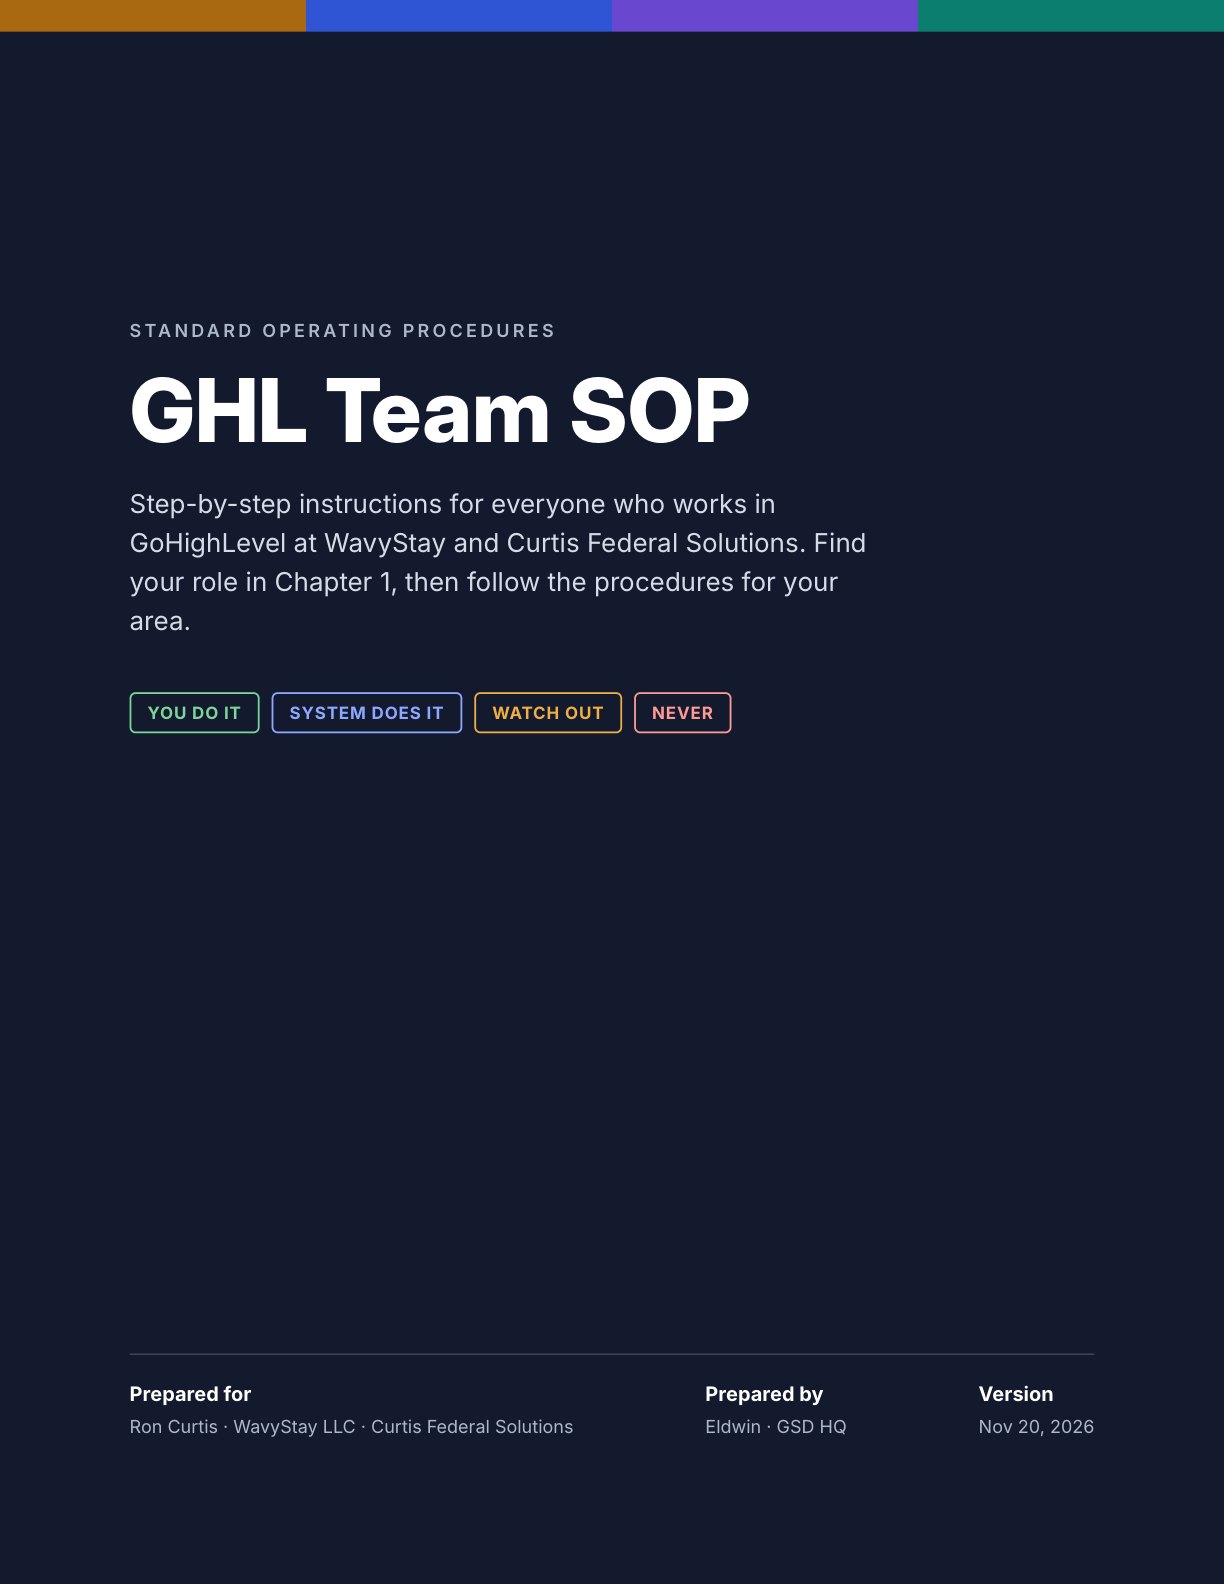 STANDARD OPERATING PROCEDURES
GHL Team SOP
Step-by-step instructions for everyone who works in
GoHighLevel at WavyStay and Curtis Federal Solutions. Find
your role in Chapter 1, then follow the procedures for your
area.
YOU DO IT SYSTEM DOES IT WATCH OUT NEVER
Prepared for Prepared by Version
Ron Curtis · WavyStay LLC · Curtis Federal Solutions Eldwin · GSD HQ Nov 20, 2026